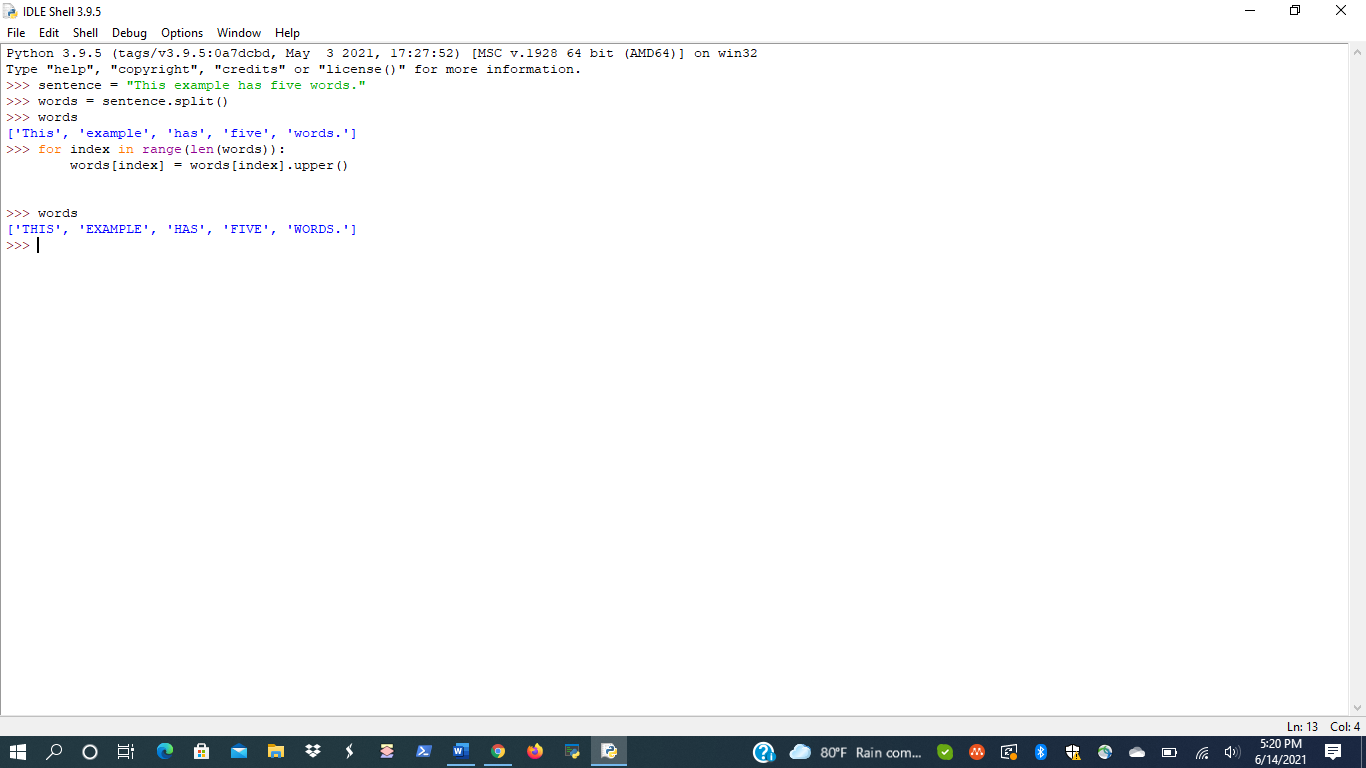 IDLE Shell 3.9.5
File Edit Shell Debug Options Window Help
Python 3.9.5 (tags/v3.9.5:0a7dcbd, May  3 2021, 17:27:52) [MSC v.1928 64 bit (AMD64)] on win32
Type "help", "copyright", "credits" or "license()" for more information.
>>> sentence = "This example has five words."
>>> words = sentence.split()
>>> words
['This', 'example', 'has', 'five', 'words.']
>>> for index in range(len(words)):
        words[index] = words[index].upper()
>>> words
['THIS', 'EXAMPLE', 'HAS', 'FIVE', 'WORDS.']
>>>
Ln: 13 Col: 4
80°F Rain com...
5:20 PM
6/14/2021